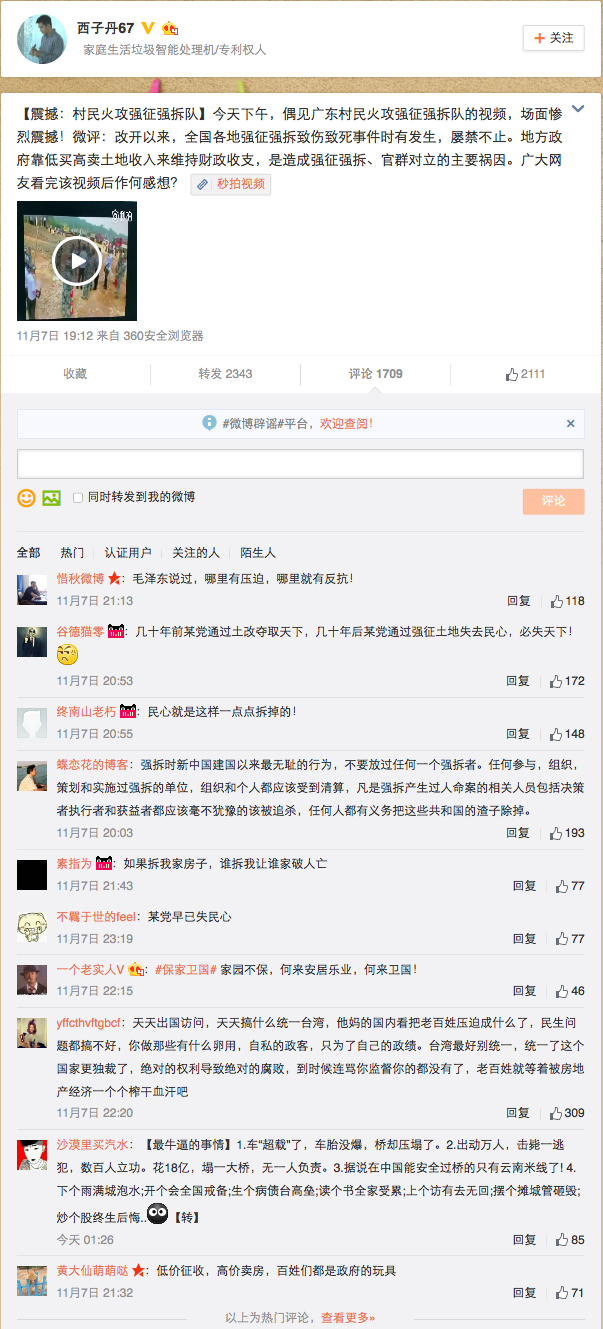 西子丹67
家庭生活垃圾智能处理机/专利权人
+ 关注
【震撼：村民火攻强征强拆队】今天下午，偶见广东村民火攻强征强拆队的视频，场面惨
烈震撼！微评：改开以来，全国各地强征强拆致伤致死事件时有发生，屡禁不止。地方政
府靠低买高卖土地收入来维持财政收支，是造成强征强拆、官群对立的主要祸因。广大网
友看完该视频后作何感想？ 秒拍视频
11月7日 19:12 来自 360安全浏览器
收藏 转发 2343 评论 1709 2111
#微博辟谣#平台，欢迎查阅！ ×
同时转发到我的微博 评论
全部 热门 认证用户 关注的人 陌生人
惜秋微博：毛泽东说过，哪里有压迫，哪里就有反抗！
11月7日 21:13 回复 118
谷德猫零：几十年前某党通过土改夺取天下，几十年后某党通过强征土地失去民心，必失天下！
11月7日 20:53 回复 172
终南山老朽：民心就是这样一点点拆掉的！
11月7日 20:55 回复 148
蝶恋花的博客：强拆时新中国建国以来最无耻的行为，不要放过任何一个强拆者。任何参与，组织，
策划和实施过强拆的单位，组织和个人都应该受到清算，凡是强拆产生过人命案的相关人员包括决策
者执行者和获益者都应该毫不犹豫的该被追杀，任何人都有义务把这些共和国的渣子除掉。
11月7日 20:03 回复 193
素指为：如果拆我家房子，谁拆我让谁家破人亡
11月7日 21:43 回复 77
不羁于世的feel：某党早已失民心
11月7日 23:19 回复 77
一个老实人V：#保家卫国# 家园不保，何来安居乐业，何来卫国！
11月7日 22:15 回复 46
yffcthvftgbcf：天天出国访问，天天搞什么统一台湾，他妈的国内看把老百姓压迫成什么了，民生问
题都搞不好，你做那些有什么卵用，自私的政客，只为了自己的政绩。台湾最好别统一，统一了这个
国家更独裁了，绝对的权利导致绝对的腐败，到时候连骂你监督你的都没有了，老百姓就等着被房地
产经济一个个榨干血汗吧
11月7日 22:20 回复 309
沙漠里买汽水：【最牛逼的事情】1.车“超载”了，车胎没爆，桥却压塌了。2.出动万人，击毙一逃
犯，数百人立功。花18亿，塌一大桥，无一人负责。3.据说在中国能安全过桥的只有云南米线了！4.
下个雨满城泡水;开个会全国戒备;生个病债台高垒;读个书全家受累;上个访有去无回;摆个摊城管砸毁;
炒个股终生后悔..【转】
今天 01:26 回复 85
黄大仙萌萌哒：低价征收，高价卖房，百姓们都是政府的玩具
11月7日 21:32 回复 71
以上为热门评论，查看更多»